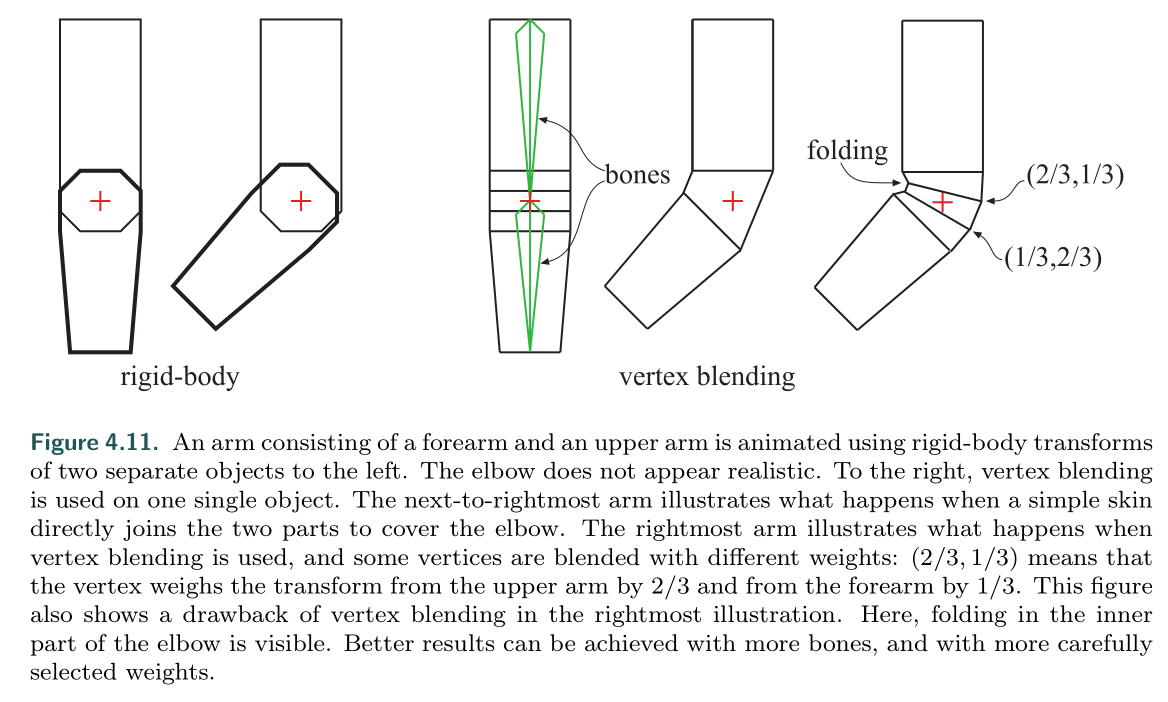 folding
bones
(2/3,1/3)
(1/3,2/3)
rigid-body
vertex blending
Figure 4.11. An arm consisting of a forearm and an upper arm is animated using rigid-body transforms
of two separate objects to the left. The elbow does not appear realistic. To the right, vertex blending
is used on one single object. The next-to-rightmost arm illustrates what happens when a simple skin
directly joins the two parts to cover the elbow. The rightmost arm illustrates what happens when
vertex blending is used, and some vertices are blended with different weights: (2/3, 1/3) means that
the vertex weighs the transform from the upper arm by 2/3 and from the forearm by 1/3. This figure
also shows a drawback of vertex blending in the rightmost illustration. Here, folding in the inner
part of the elbow is visible. Better results can be achieved with more bones, and with more carefully
selected weights.